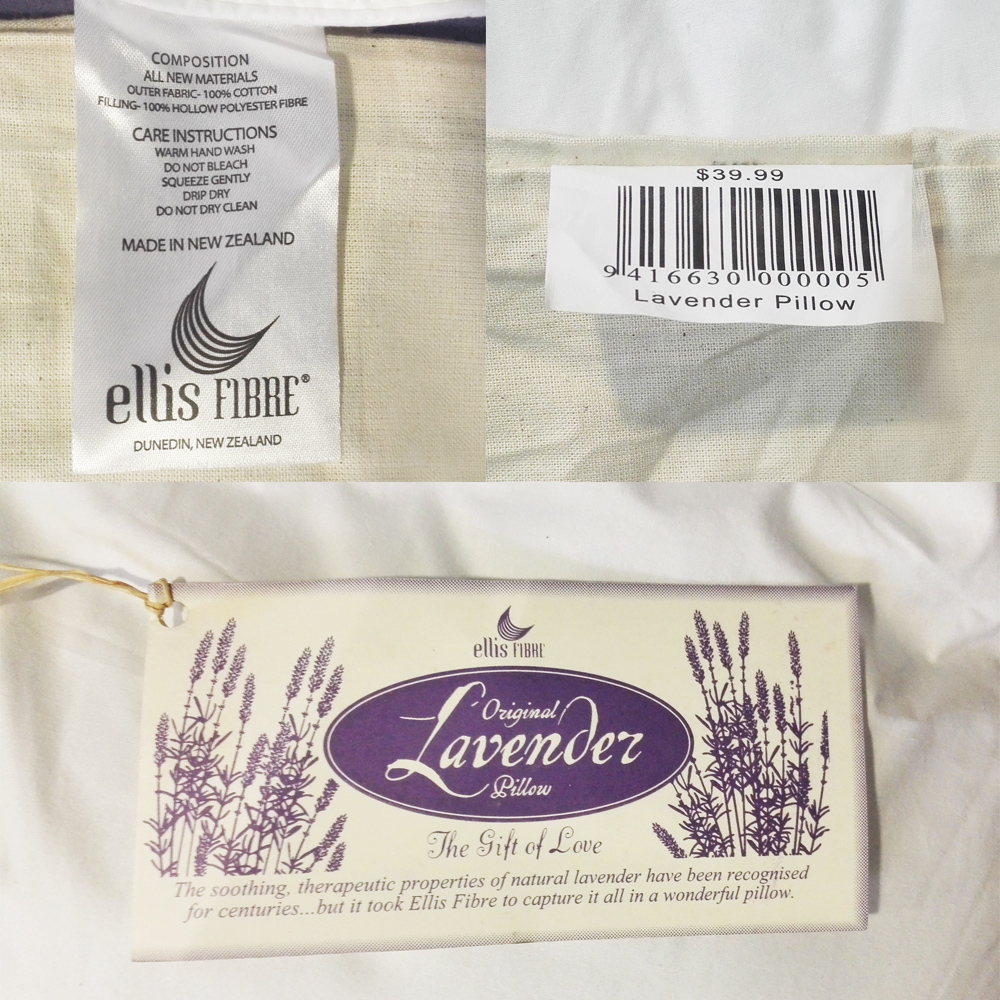 COMPOSITION
ALL NEW MATERIALS
OUTER FABRIC- 100% COTTON
FILLING- 100% HOLLOW POLYESTER FIBRE
CARE INSTRUCTIONS
WARM HAND WASH
DO NOT BLEACH
SQUEEZE GENTLY
DRIP DRY
DO NOT DRY CLEAN
MADE IN NEW ZEALAND
ellis FIBRE®
DUNEDIN, NEW ZEALAND
$39.99
9 416630 000005
Lavender Pillow
ellis FIBRE
Original
Lavender
Pillow
The Gift of Love
The soothing, therapeutic properties of natural lavender have been recognised
for centuries...but it took Ellis Fibre to capture it all in a wonderful pillow.